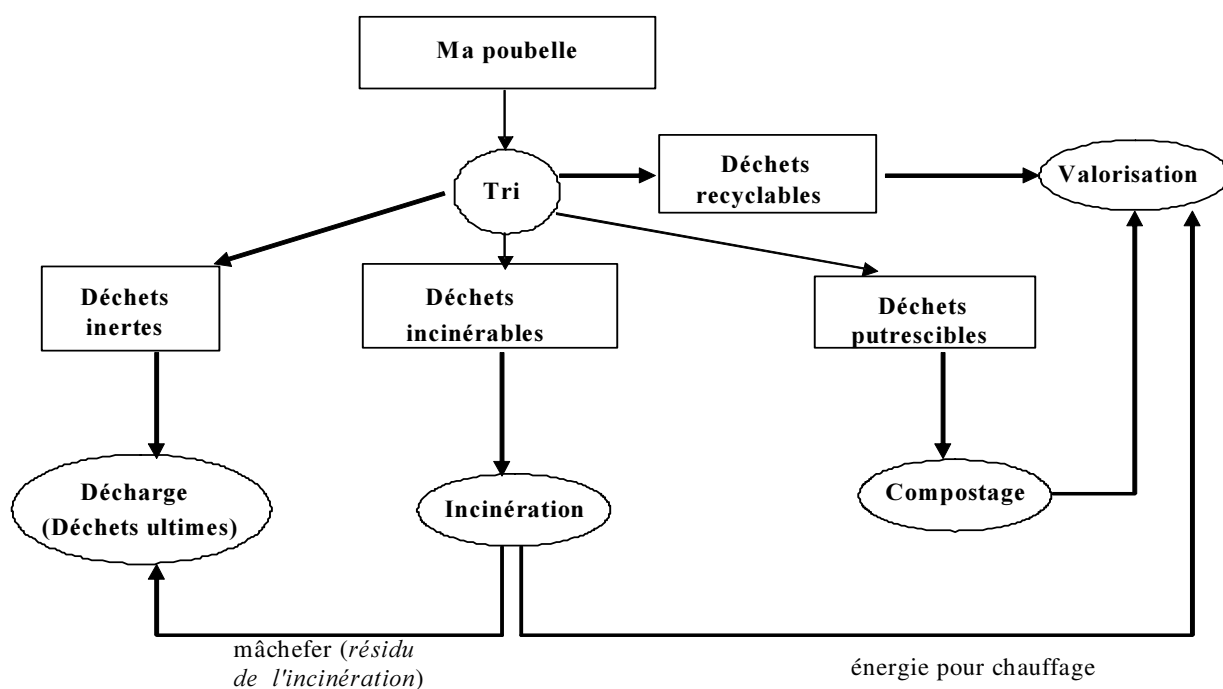 Ma poubelle
Tri
Déchets
recyclables
Valorisation
Déchets
inertes
Déchets
incinérables
Déchets
putrescibles
Décharge
(Déchets ultimes)
Incinération
Compostage
mâchefer (résidu
de l'incinération)
énergie pour chauffage